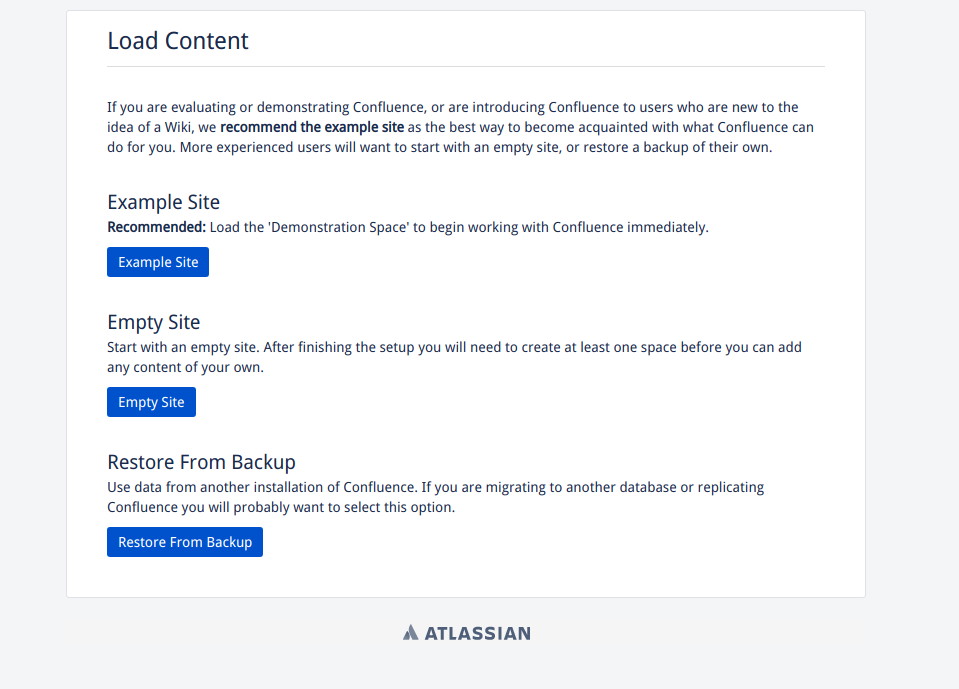 Load Content
If you are evaluating or demonstrating Confluence, or are introducing Confluence to users who are new to the
idea of a Wiki, we recommend the example site as the best way to become acquainted with what Confluence can
do for you. More experienced users will want to start with an empty site, or restore a backup of their own.
Example Site
Recommended: Load the 'Demonstration Space' to begin working with Confluence immediately.
Example Site
Empty Site
Start with an empty site. After finishing the setup you will need to create at least one space before you can add
any content of your own.
Empty Site
Restore From Backup
Use data from another installation of Confluence. If you are migrating to another database or replicating
Confluence you will probably want to select this option.
Restore From Backup
ATLASSIAN